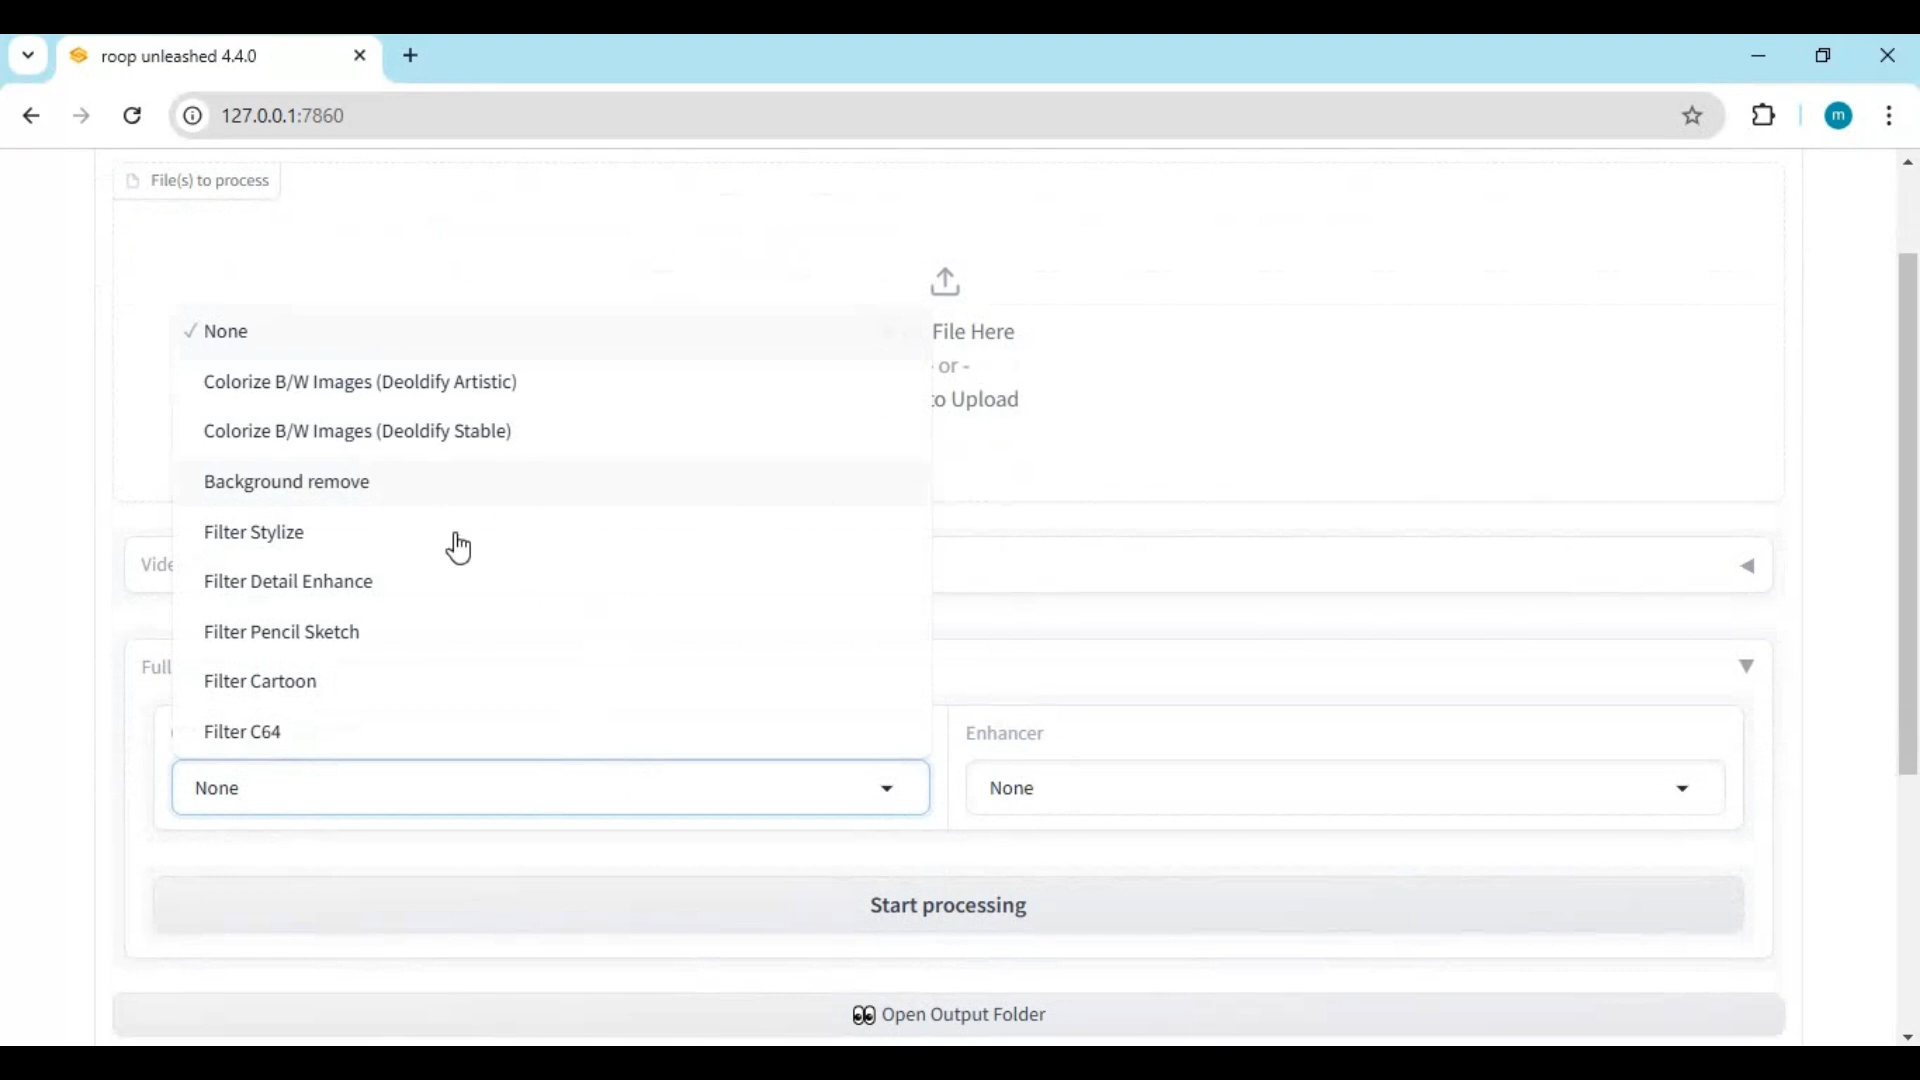 roop unleashed 4.4.0
127.0.0.1:7860
m
File(s) to process
File Here
- or -
to Upload
None
Colorize B/W Images (Deoldify Artistic)
Colorize B/W Images (Deoldify Stable)
Background remove
Filter Stylize
Filter Detail Enhance
Filter Pencil Sketch
Filter Cartoon
Filter C64
Vide
Full
Enhancer
None
None
Start processing
Open Output Folder